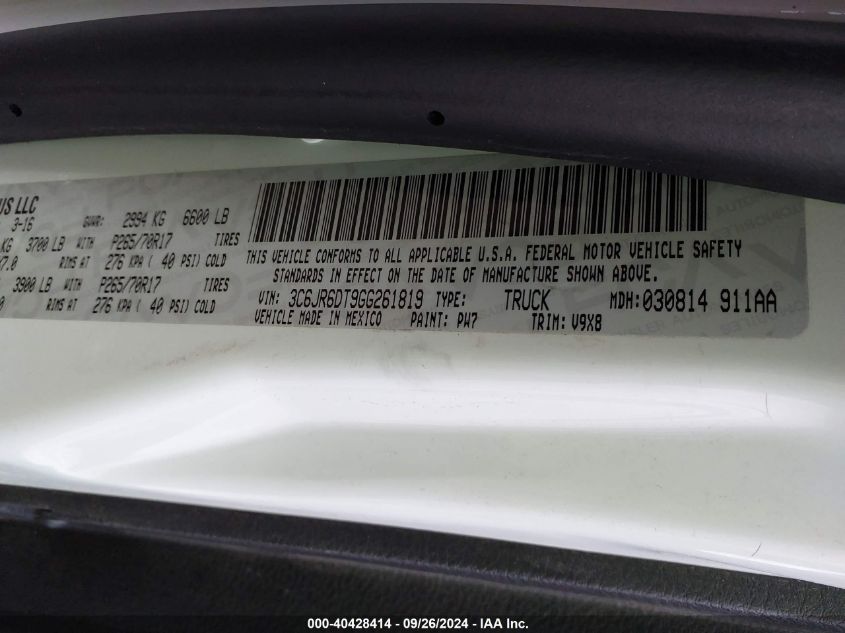 US LLC
3-16 GVWR: 2994 KG 6600 LB
KG 3700 LB WITH P265/70R17 TIRES
7.0 RIMS AT 276 KPA ( 40 PSI) COLD
3900 LB WITH P265/70R17 TIRES
0 RIMS AT 276 KPA ( 40 PSI) COLD
THIS VEHICLE CONFORMS TO ALL APPLICABLE U.S.A. FEDERAL MOTOR VEHICLE SAFETY
STANDARDS IN EFFECT ON THE DATE OF MANUFACTURE SHOWN ABOVE.
VIN: 3C6JR6DT9GG261819 TYPE: TRUCK MDH: 030814 911AA
VEHICLE MADE IN MEXICO PAINT: PW7 TRIM: V9X8
000-40428414 - 09/26/2024 - IAA Inc.